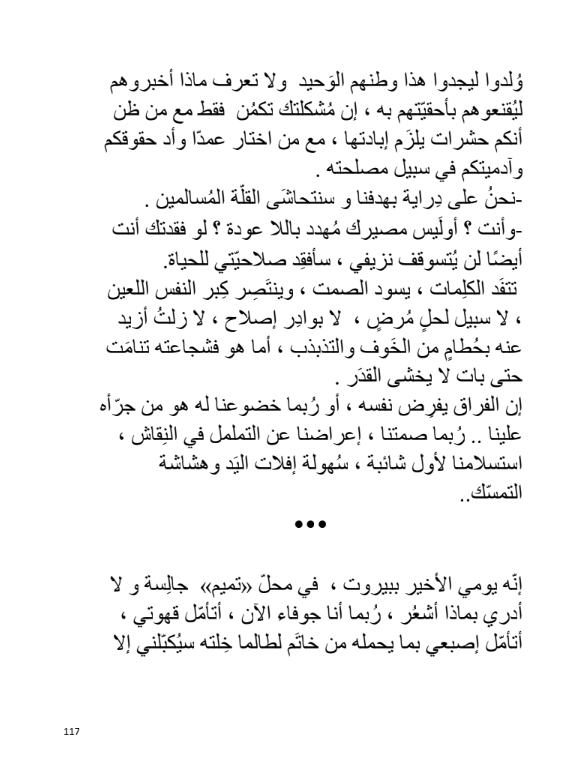 وُلدوا ليجدوا هذا وطنهم الوَحيد  ولا تعرف ماذا أخبروهم
ليُقنعوهم بأحقيّتهم به ، إن مُشكلتك تكمُن  فقط مع من ظن
أنكم حشرات يلزَم إبادتها ، مع من اختار عمدًا وأد حقوقكم
وآدميتكم في سبيل مصلحته .
-نحنُ على دِراية بهدفنا و سنتحاشَى القلّة المُسالمين .
-وأنت ؟ أولَيس مصيرك مُهدد باللا عودة ؟ لو فقدتك أنت
أيضًا لن يُتسوقف نزيفي ، سأفقِد صلاحيّتي للحياة.
تنفَد الكلِمات ، يسود الصمت ، وينتَصِر كِبر النفس اللعين
، لا سبيل لحلٍ مُرضٍ ،  لا بوادِر إصلاح ، لا زلتُ أزيد
عنه بحُطامٍ من الخَوف والتذبذب ، أما هو فشجاعته تنامَت
حتى بات لا يخشى القدَر .
إن الفراق يفرِض نفسه ، أو رُبما خضوعنا له هو من جرّأه
علينا .. رُبما صمتنا ، إعراضنا عن التململ في النِقاش ،
استسلامنا لأول شائبة ، سُهولة إفلات اليَد وهشاشة
التمسّك..
•••
إنّه يومي الأخير ببيروت ،  في محلّ «تميم»  جالِسة و لا
أدري بماذا أشعُر ، رُبما أنا جوفاء الآن ، أتأمّل قهوتي ،
أتأمّل إصبعي بما يحمله من خاتَم لطالما خِلته سيُكبّلني إلا
117